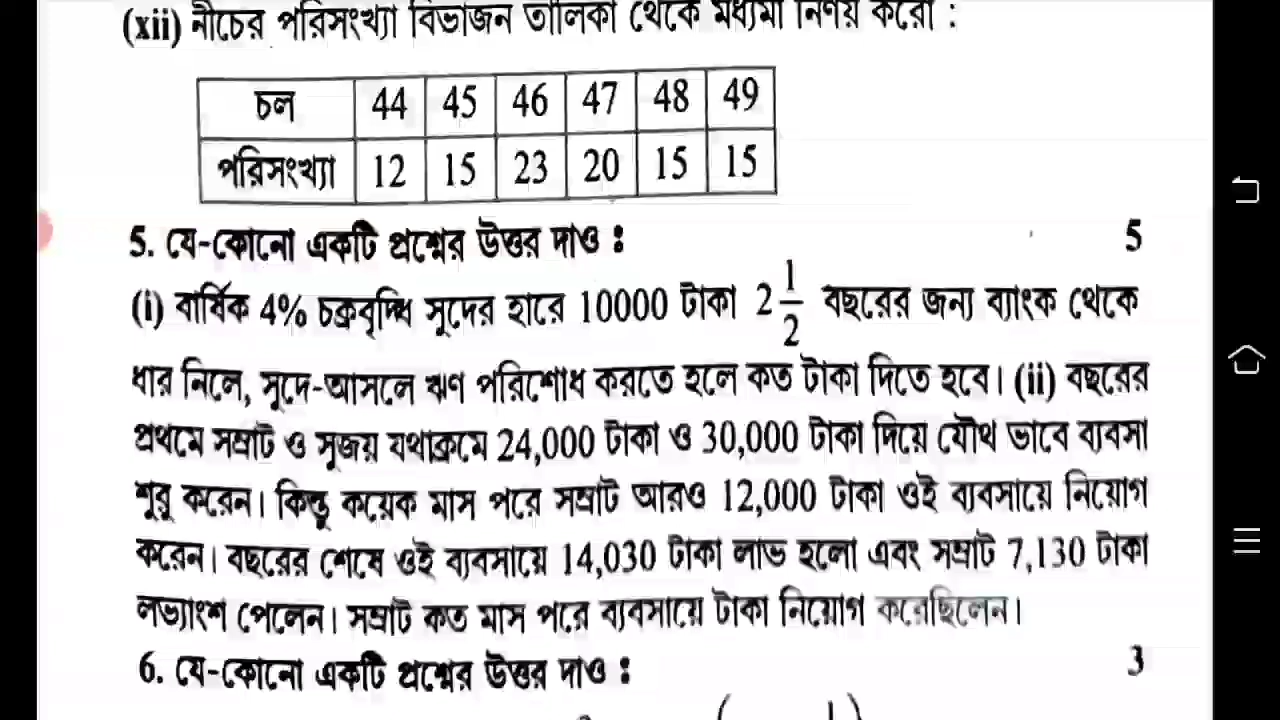 (xii) নীচের পরিসংখ্যা বিভাজন তালিকা থেকে মধ্যমা নির্ণয় করো :
চল 44 45 46 47 48 49
পরিসংখ্যা 12 15 23 20 15 15
5. যে-কোনো একটি প্রশ্নের উত্তর দাও : 5
(i) বার্ষিক 4% চক্রবৃদ্ধি সুদের হারে 10000 টাকা 2 1/2 বছরের জন্য ব্যাংক থেকে
ধার নিলে, সুদে-আসলে ঋণ পরিশোধ করতে হলে কত টাকা দিতে হবে। (ii) বছরের
প্রথমে সম্রাট ও সুজয় যথাক্রমে 24,000 টাকা ও 30,000 টাকা দিয়ে যৌথ ভাবে ব্যবসা
শুরু করেন। কিন্তু কয়েক মাস পরে সম্রাট আরও 12,000 টাকা ওই ব্যবসায়ে নিয়োগ
করেন। বছরের শেষে ওই ব্যবসায়ে 14,030 টাকা লাভ হলো এবং সম্রাট 7,130 টাকা
লভ্যাংশ পেলেন। সম্রাট কত মাস পরে ব্যবসায়ে টাকা নিয়োগ করেছিলেন।
6. যে-কোনো একটি প্রশ্নের উত্তর দাও : 3